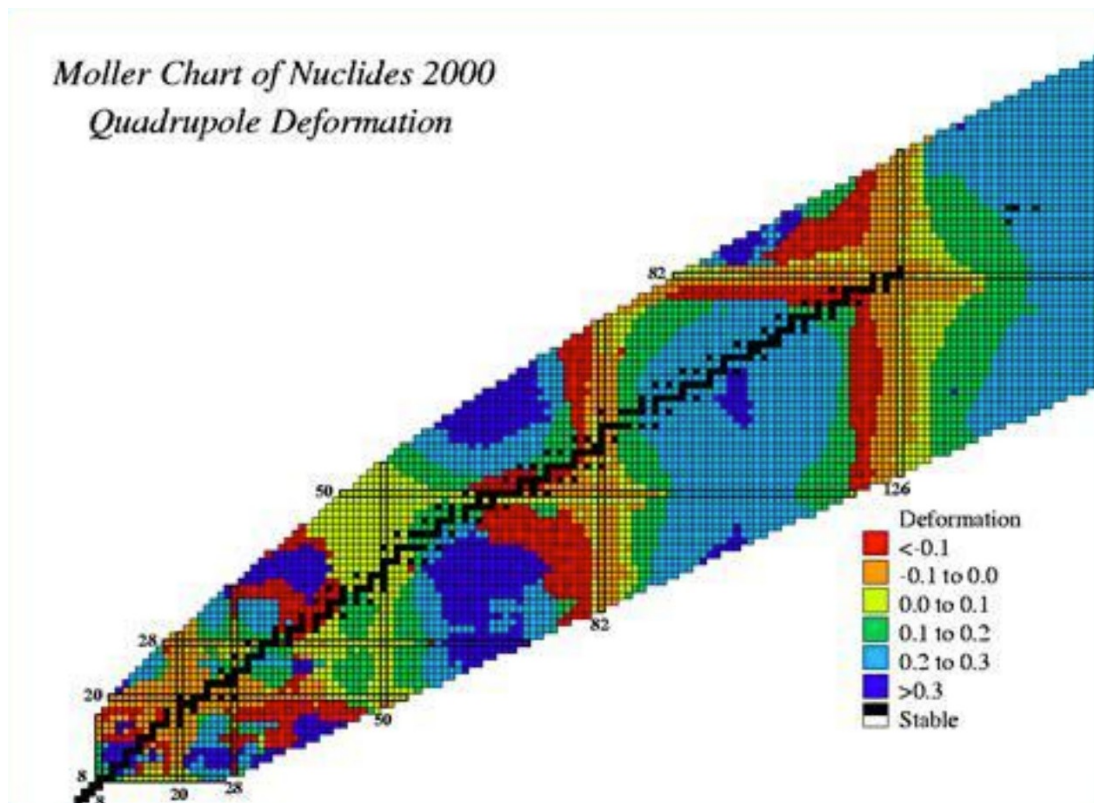 Moller Chart of Nuclides 2000
Quadrupole Deformation
82
50
126
28
82
20
50
8
8
20
28
Deformation
<-0.1
-0.1 to 0.0
0.0 to 0.1
0.1 to 0.2
0.2 to 0.3
>0.3
Stable